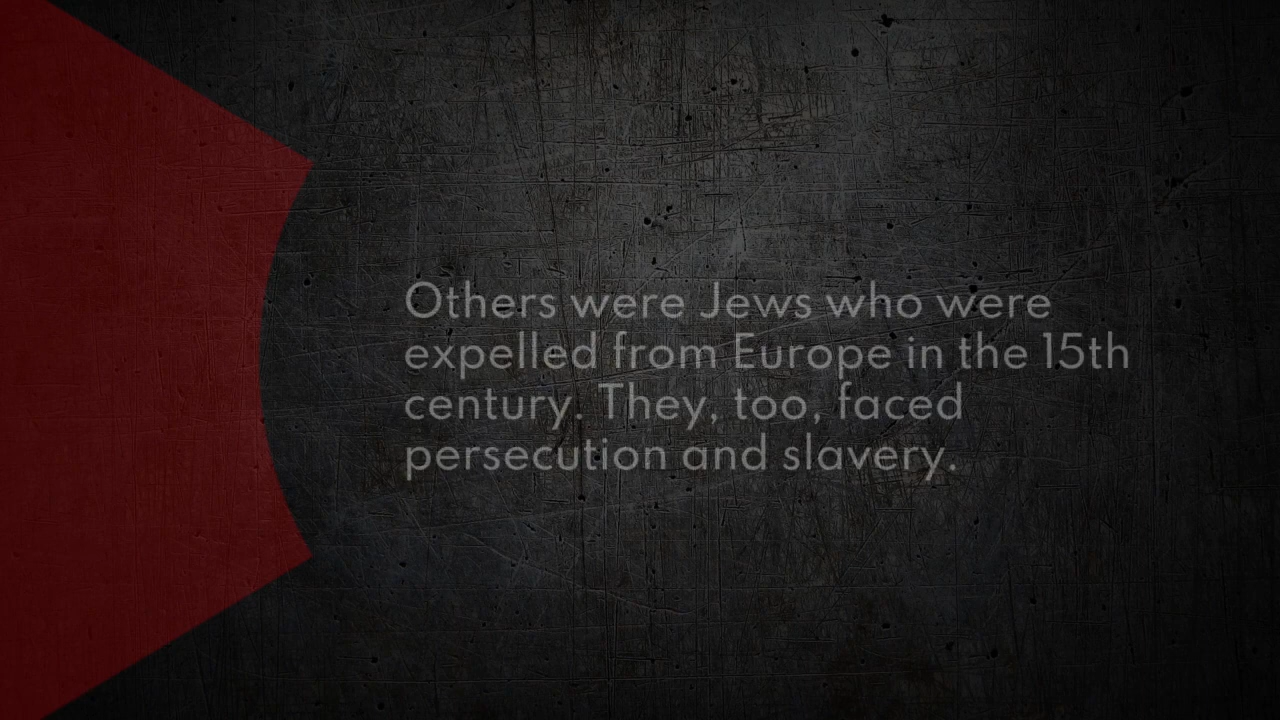 Others were Jews who were
expelled from Europe in the 15th
century. They, too, faced
persecution and slavery.